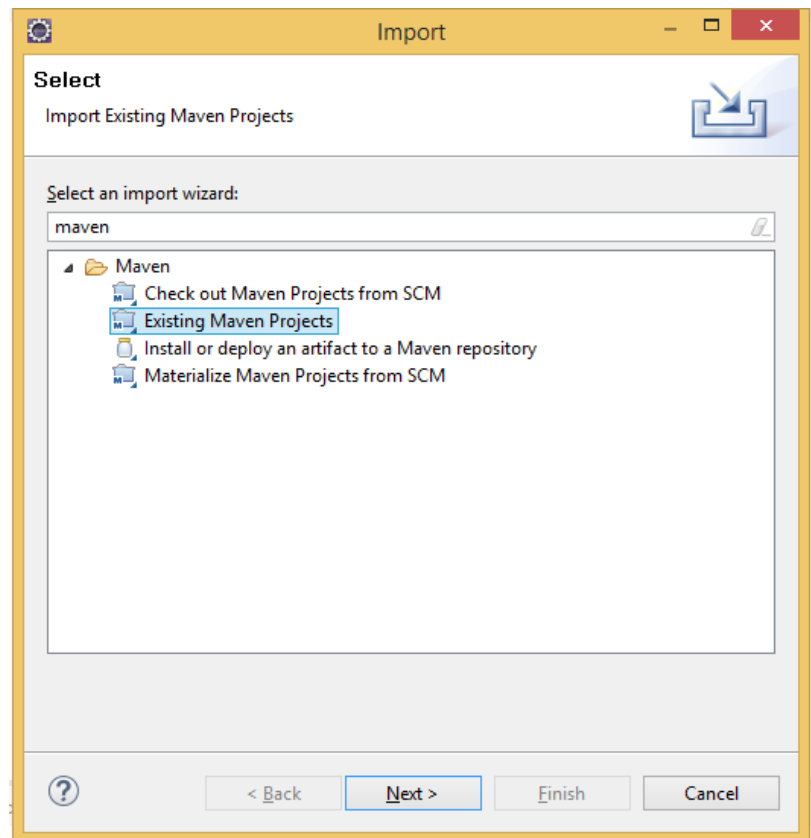 Import
Select
Import Existing Maven Projects
Select an import wizard:
maven
Maven
Check out Maven Projects from SCM
Existing Maven Projects
Install or deploy an artifact to a Maven repository
Materialize Maven Projects from SCM
< Back Next > Finish Cancel